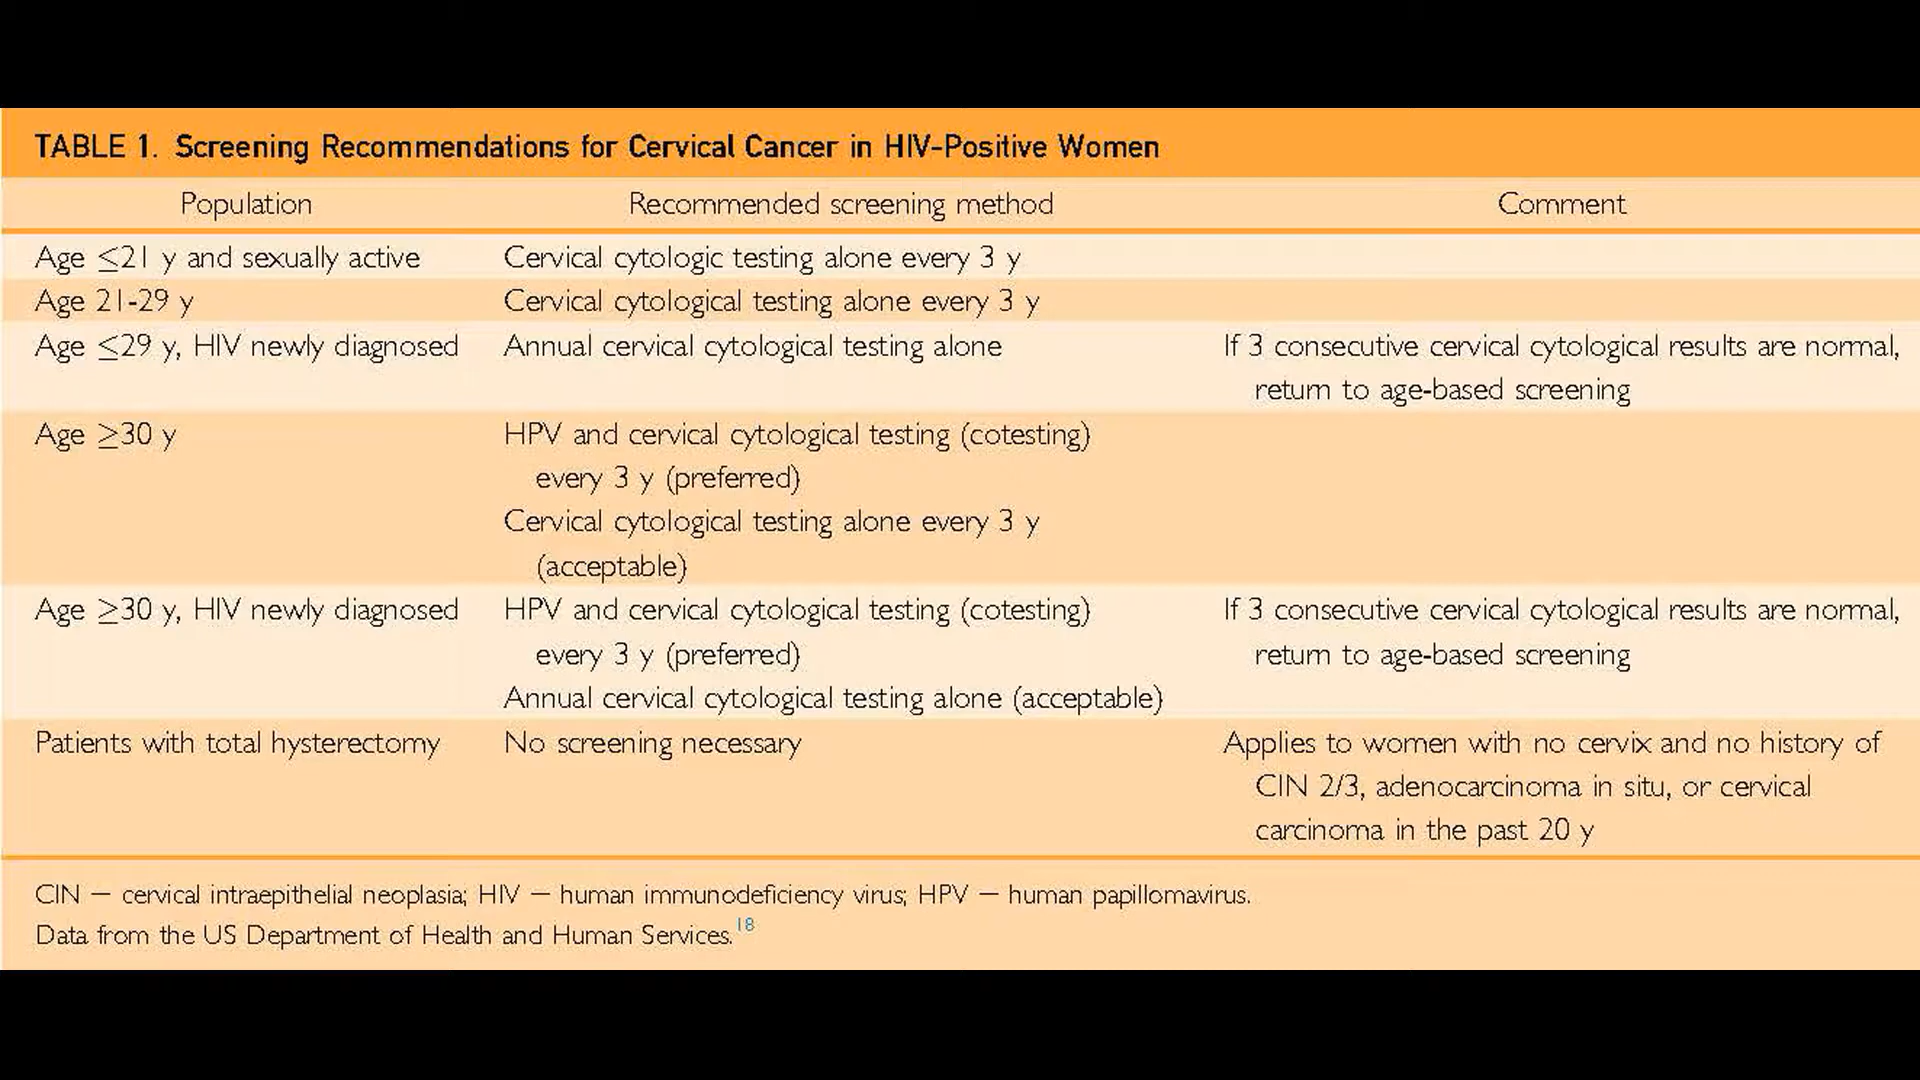 TABLE 1. Screening Recommendations for Cervical Cancer in HIV-Positive Women
Population Recommended screening method Comment
Age ≤21 y and sexually active Cervical cytologic testing alone every 3 y
Age 21-29 y Cervical cytological testing alone every 3 y
Age ≤29 y, HIV newly diagnosed Annual cervical cytological testing alone If 3 consecutive cervical cytological results are normal,
return to age-based screening
Age ≥30 y HPV and cervical cytological testing (cotesting)
every 3 y (preferred)
Cervical cytological testing alone every 3 y
(acceptable)
Age ≥30 y, HIV newly diagnosed HPV and cervical cytological testing (cotesting) If 3 consecutive cervical cytological results are normal,
every 3 y (preferred) return to age-based screening
Annual cervical cytological testing alone (acceptable)
Patients with total hysterectomy No screening necessary Applies to women with no cervix and no history of
CIN 2/3, adenocarcinoma in situ, or cervical
carcinoma in the past 20 y
CIN — cervical intraepithelial neoplasia; HIV — human immunodeficiency virus; HPV — human papillomavirus.
Data from the US Department of Health and Human Services.18